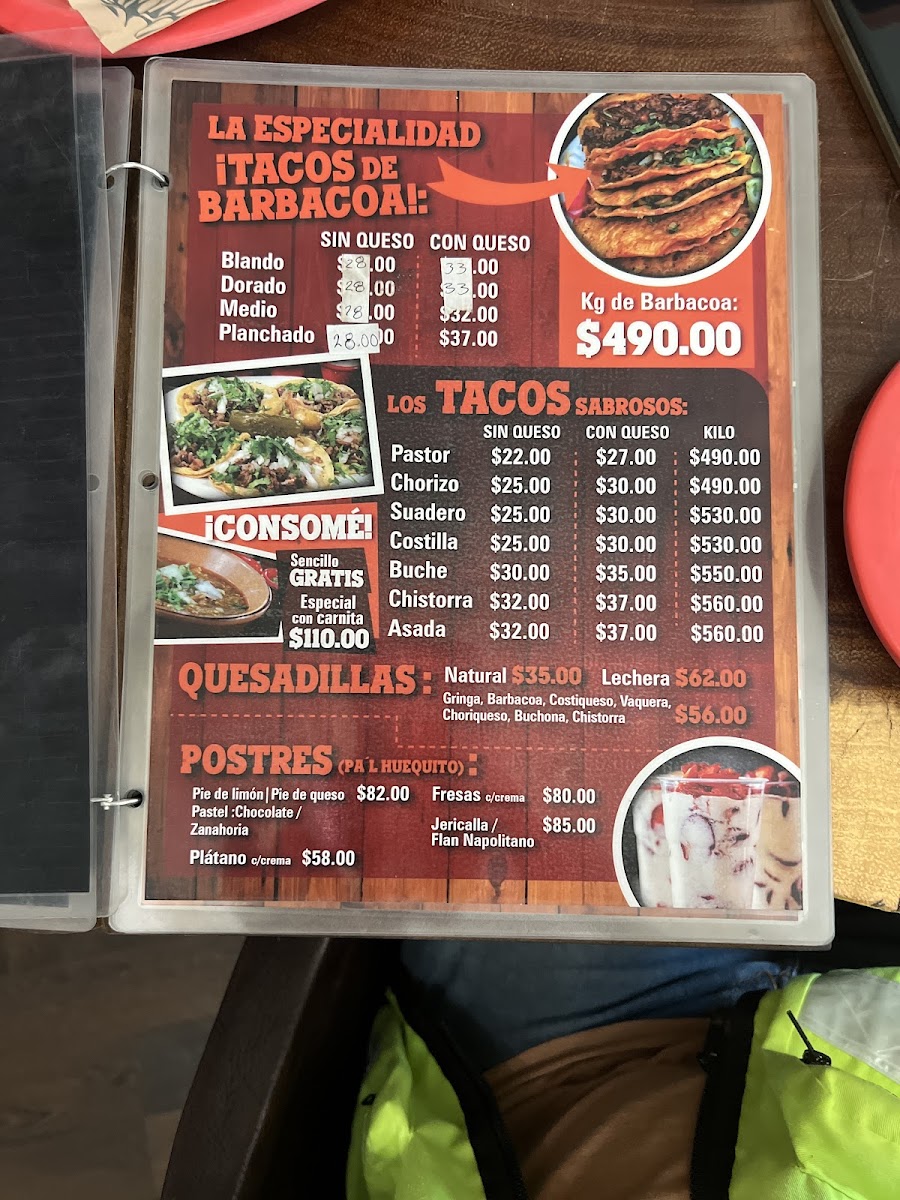 LA ESPECIALIDAD
¡TACOS DE
BARBACOA!:
SIN QUESO CON QUESO
Blando $28.00 33.00
Dorado $28.00 33.00
Medio $28.00 $32.00
Planchado 28.00 $37.00
Kg de Barbacoa:
$490.00
LOS TACOS SABROSOS:
SIN QUESO CON QUESO KILO
Pastor $22.00 $27.00 $490.00
Chorizo $25.00 $30.00 $490.00
Suadero $25.00 $30.00 $530.00
Costilla $25.00 $30.00 $530.00
Buche $30.00 $35.00 $550.00
Chistorra $32.00 $37.00 $560.00
Asada $32.00 $37.00 $560.00
¡CONSOMÉ!
Sencillo
GRATIS
Especial
con carnita
$110.00
QUESADILLAS: Natural $35.00 Lechera $62.00
Gringa, Barbacoa, Costiqueso, Vaquera,
Choriqueso, Buchona, Chistorra $56.00
POSTRES (PA´L HUEQUITO):
Pie de limón|Pie de queso $82.00
Pastel :Chocolate /
Zanahoria
Plátano c/crema $58.00
Fresas c/crema $80.00
Jericalla / $85.00
Flan Napolitano